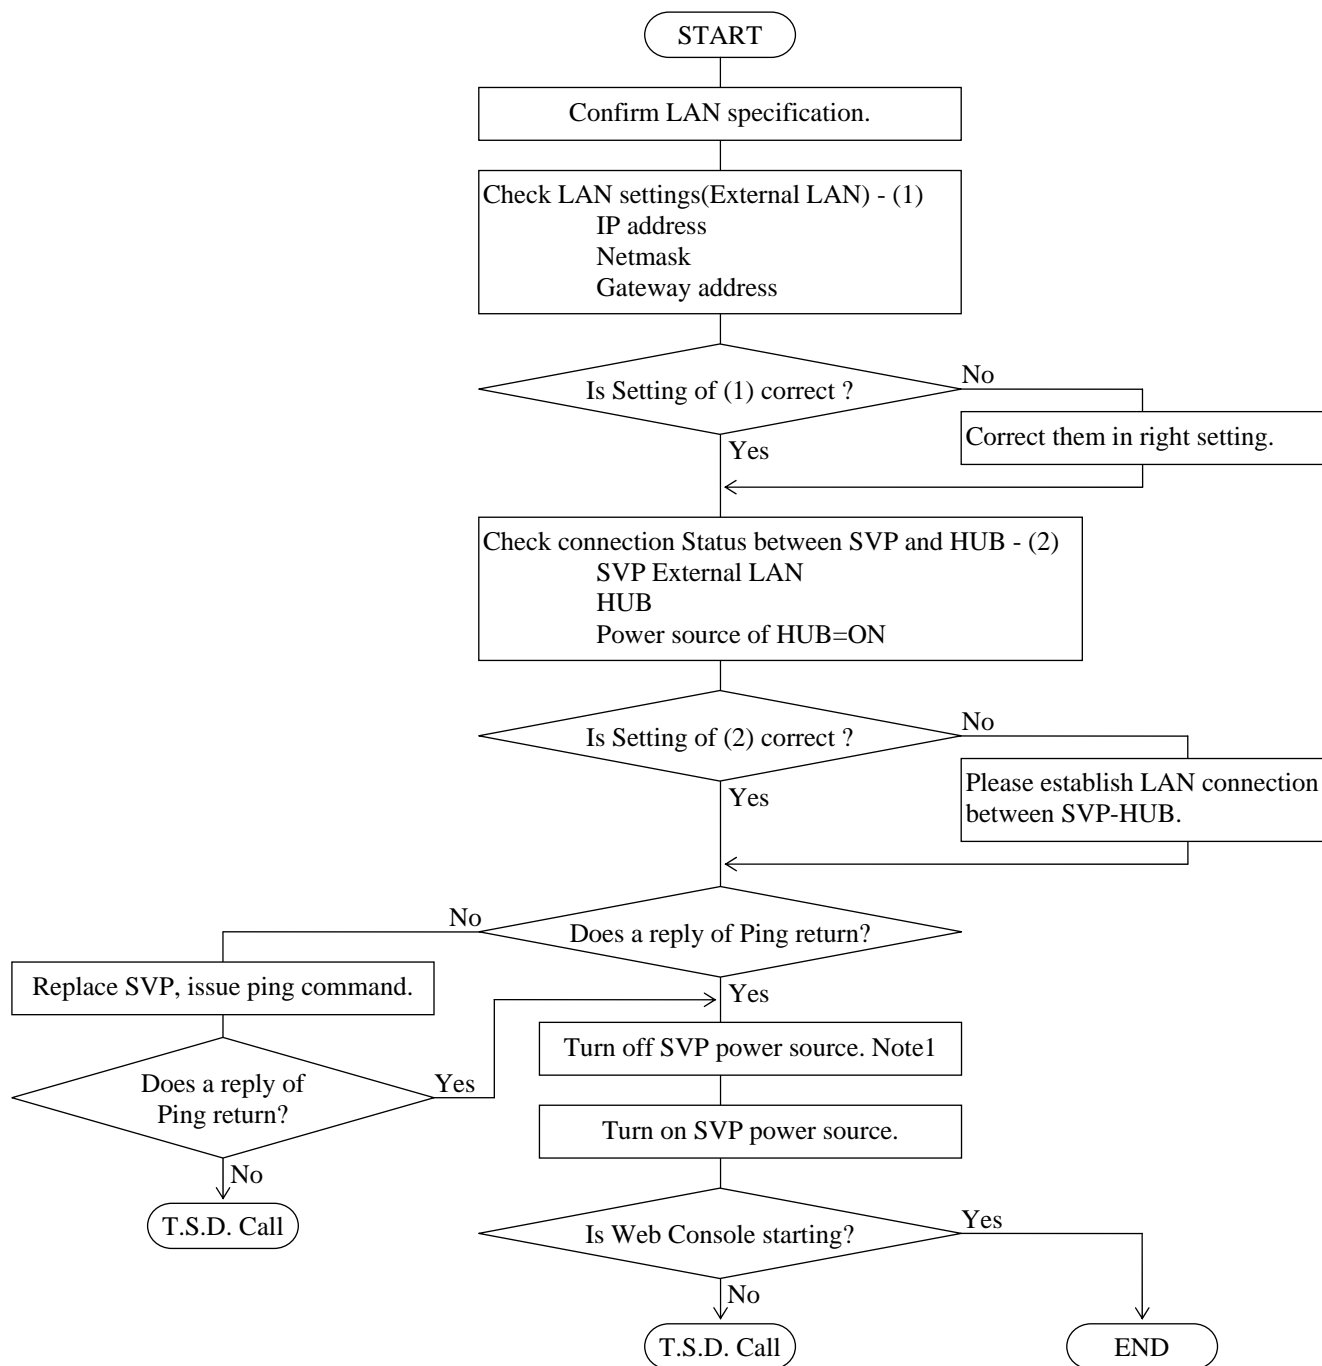 START
Confirm LAN specification.
Check LAN settings(External LAN) - (1)
IP address
Netmask
Gateway address
Is Setting of (1) correct ?
No
Correct them in right setting.
Yes
Check connection Status between SVP and HUB - (2)
SVP External LAN
HUB
Power source of HUB=ON
Is Setting of (2) correct ?
No
Please establish LAN connection
between SVP-HUB.
Yes
Does a reply of Ping return?
No
Replace SVP, issue ping command.
Yes
Turn off SVP power source. Note1
Does a reply of
Ping return?
Yes
Turn on SVP power source.
No
T.S.D. Call
Is Web Console starting?
Yes
No
T.S.D. Call
END